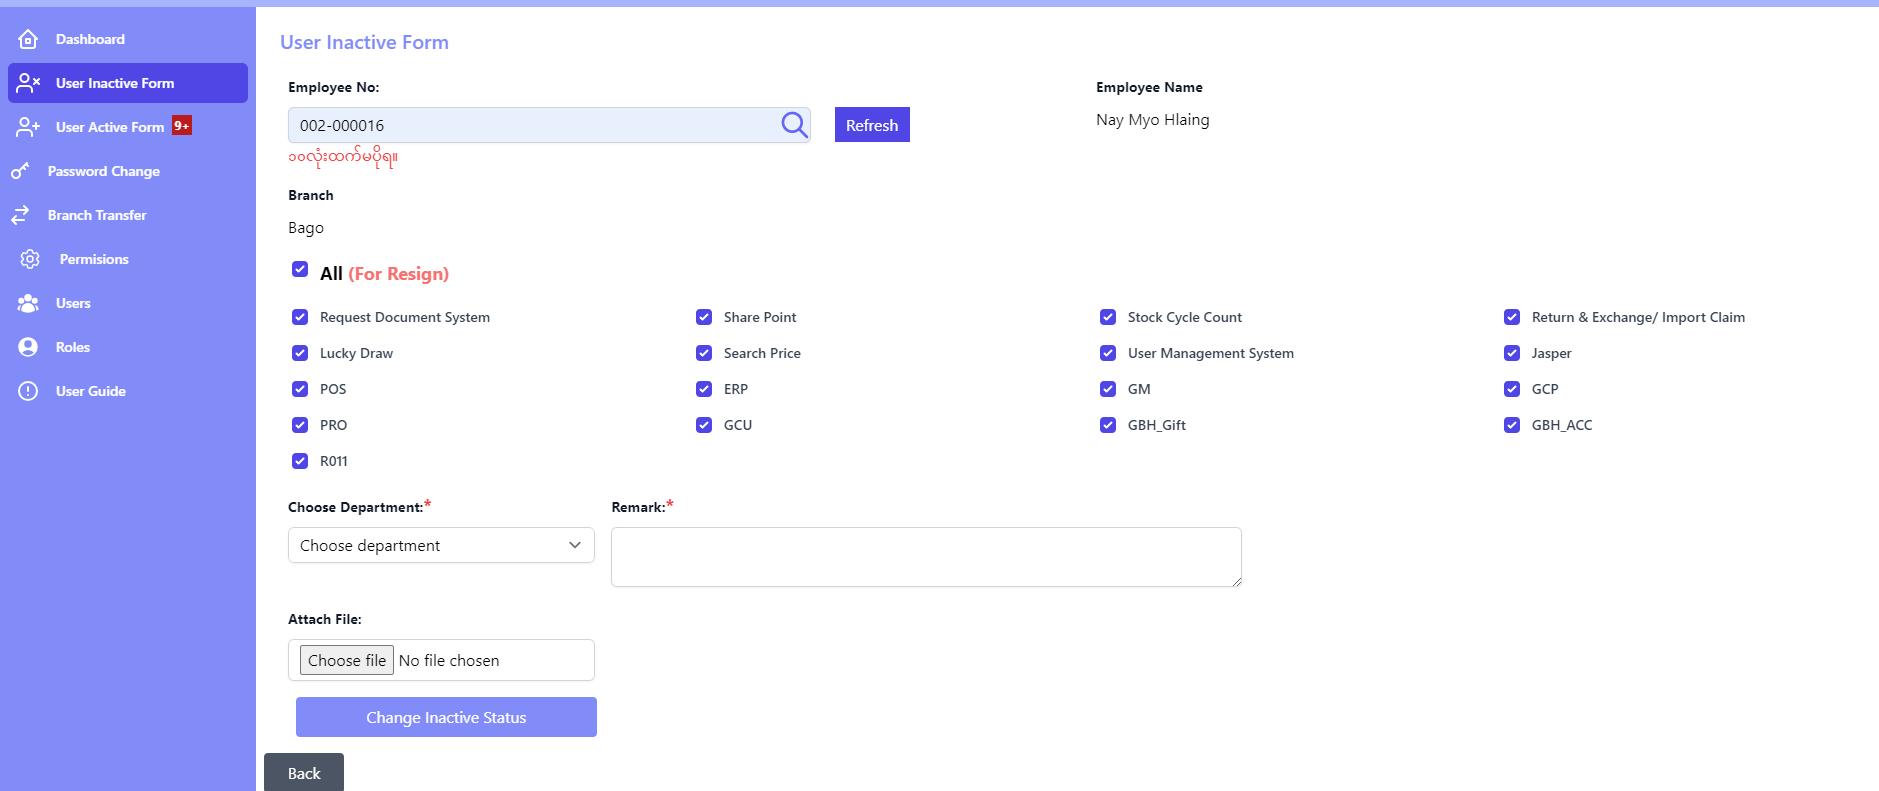 Dashboard
User Inactive Form
User Active Form 9+
Password Change
Branch Transfer
Permisions
Users
Roles
User Guide
User Inactive Form
Employee No:
002-000016
Refresh
၁၀လုံးထက်မပိုရ။
Employee Name
Nay Myo Hlaing
Branch
Bago
All (For Resign)
Request Document System
Share Point
Stock Cycle Count
Return & Exchange/ Import Claim
Lucky Draw
Search Price
User Management System
Jasper
POS
ERP
GM
GCP
PRO
GCU
GBH_Gift
GBH_ACC
R011
Choose Department:*
Choose department
Remark:*
Attach File:
Choose file No file chosen
Change Inactive Status
Back